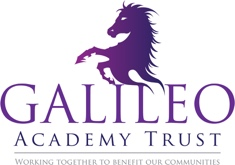 GALILEO
ACADEMY TRUST
WORKING TOGETHER TO BENEFIT OUR COMMUNITIES